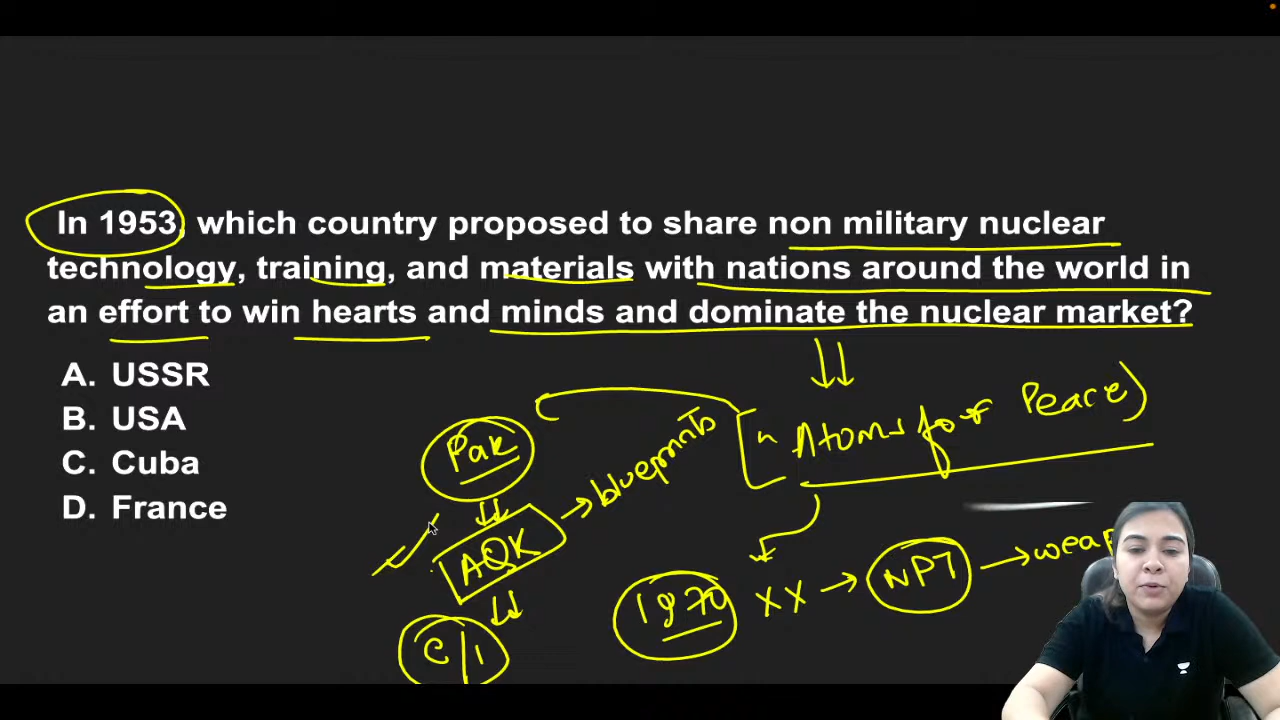 In 1953, which country proposed to share non military nuclear
technology, training, and materials with nations around the world in
an effort to win hearts and minds and dominate the nuclear market?
A. USSR
B. USA
C. Cuba
D. France
"Atoms for Peace
Pak
blueprints
AQK
1970 XX → NPT → weap
C/I